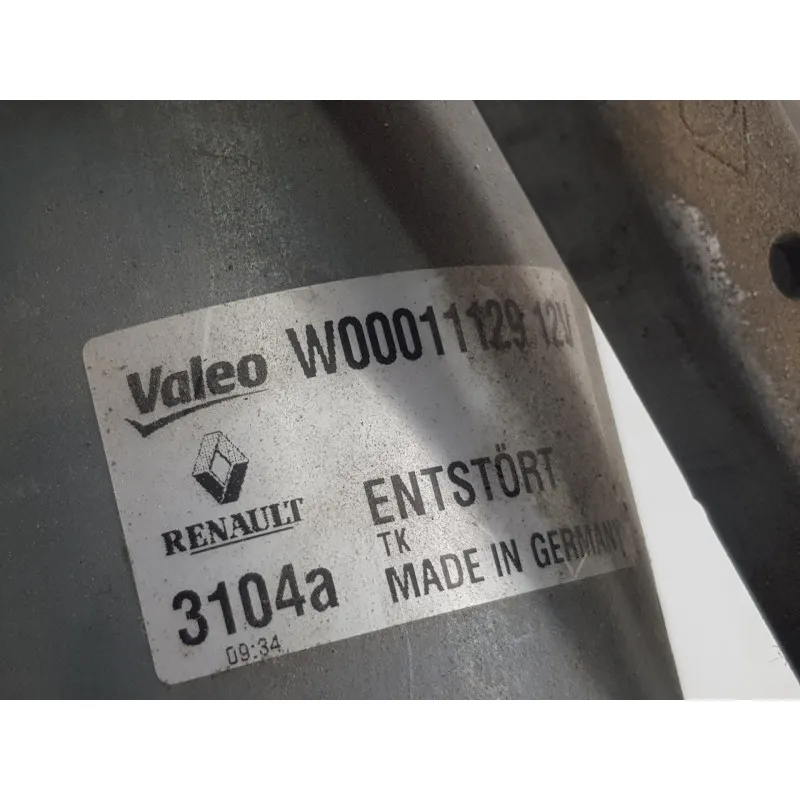 Valeo W00011129 12V
RENAULT
ENTSTÖRT
TK
3104a MADE IN GERMANY
09:34